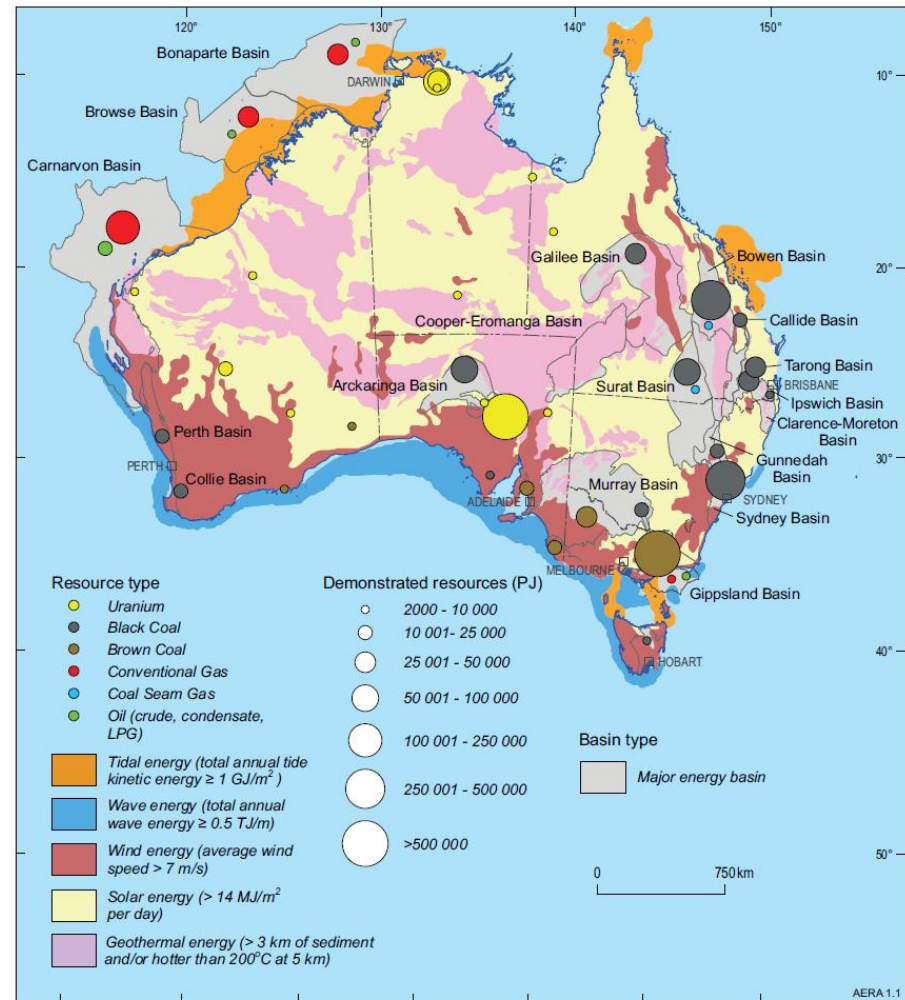 120°
130°
140°
150°
Bonaparte Basin
DARWIN
10°
Browse Basin
Carnarvon Basin
Galilee Basin
Bowen Basin
20°
Cooper-Eromanga Basin
Callide Basin
Arckaringa Basin
Surat Basin
Tarong Basin
BRISBANE
Ipswich Basin
Clarence-Moreton
Basin
Perth Basin
Gunnedah
Basin
30°
PERTH
Collie Basin
ADELAIDE
Murray Basin
SYDNEY
Sydney Basin
MELBOURNE
Gippsland Basin
HOBART
40°
50°
Resource type
Uranium
Black Coal
Brown Coal
Conventional Gas
Coal Seam Gas
Oil (crude, condensate,
LPG)
Tidal energy (total annual tide
kinetic energy ≥ 1 GJ/m²)
Wave energy (total annual
wave energy ≥ 0.5 TJ/m)
Wind energy (average wind
speed > 7 m/s)
Solar energy (> 14 MJ/m²
per day)
Geothermal energy (> 3 km of sediment
and/or hotter than 200°C at 5 km)
Demonstrated resources (PJ)
2000 - 10 000
10 001- 25 000
25 001 - 50 000
50 001 - 100 000
100 001 - 250 000
250 001 - 500 000
>500 000
Basin type
Major energy basin
0
750 km
AERA 1.1